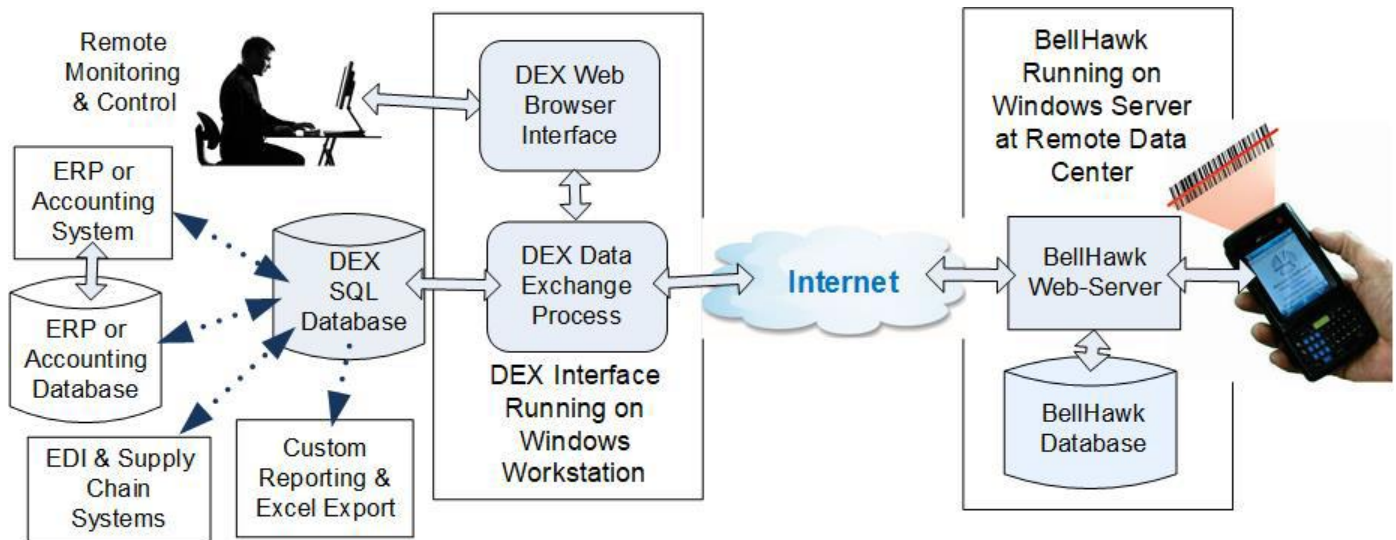 Remote
Monitoring
& Control
ERP or
Accounting
System
ERP or
Accounting
Database
EDI & Supply
Chain
Systems
DEX
SQL
Database
Custom
Reporting &
Excel Export
DEX Web
Browser
Interface
DEX Data
Exchange
Process
DEX Interface
Running on
Windows
Workstation
Internet
BellHawk
Running on
Windows Server
at Remote Data
Center
BellHawk
Web-Server
BellHawk
Database